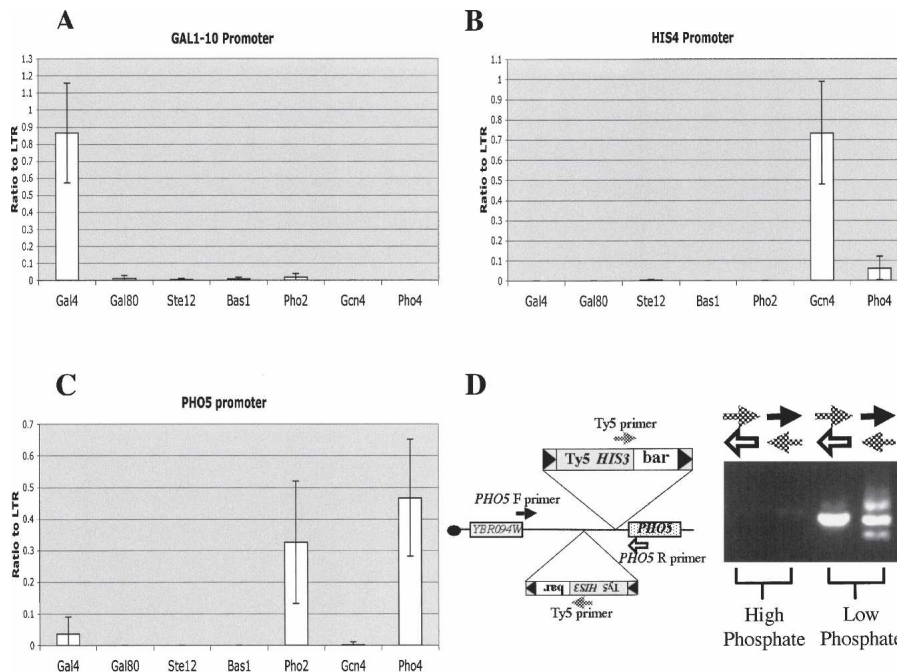 A
GAL1-10 Promoter
Ratio to LTR
1.3
1.2
1.1
1
0.9
0.8
0.7
0.6
0.5
0.4
0.3
0.2
0.1
0
Gal4 Gal80 Ste12 Bas1 Pho2 Gcn4 Pho4
B
HIS4 Promoter
Ratio to LTR
1.1
1
0.9
0.8
0.7
0.6
0.5
0.4
0.3
0.2
0.1
0
Gal4 Gal80 Ste12 Bas1 Pho2 Gcn4 Pho4
C
PHO5 promoter
Ratio to LTR
0.7
0.6
0.5
0.4
0.3
0.2
0.1
0
Gal4 Gal80 Ste12 Bas1 Pho2 Gcn4 Pho4
D
Ty5 primer
Ty5 HIS3 bar
PHO5 F primer
YBR094W PHO5
PHO5 R primer
bar Ty5 HIS3
Ty5 primer
High Phosphate
Low Phosphate